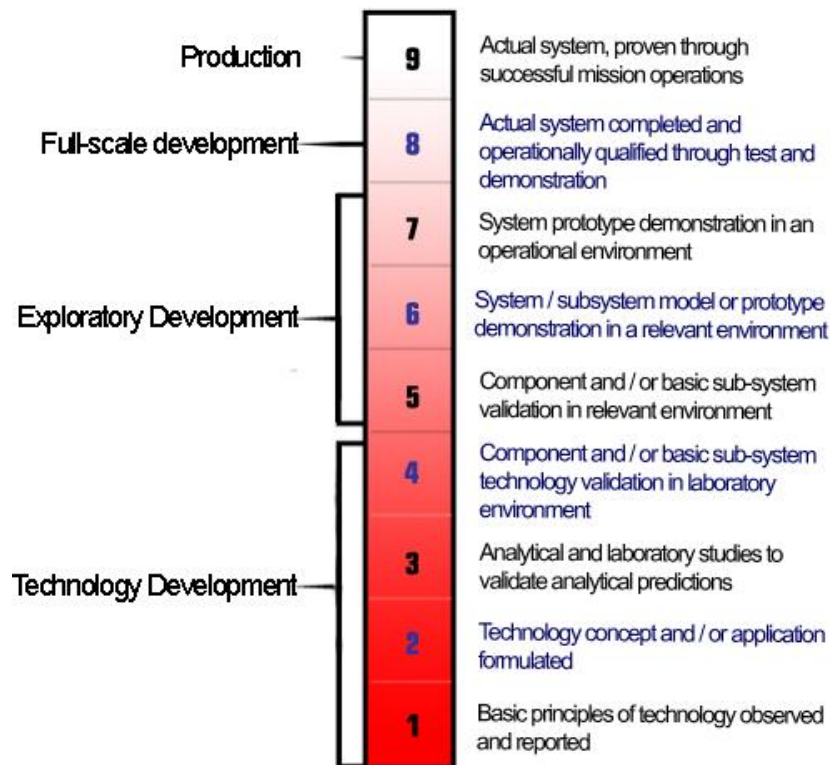 Production
9
Actual system, proven through
successful mission operations
Full-scale development
8
Actual system completed and
operationally qualified through test and
demonstration
7
System prototype demonstration in an
operational environment
Exploratory Development
6
System / subsystem model or prototype
demonstration in a relevant environment
5
Component and / or basic sub-system
validation in relevant environment
4
Component and / or basic sub-system
technology validation in laboratory
environment
Technology Development
3
Analytical and laboratory studies to
validate analytical predictions
2
Technology concept and / or application
formulated
1
Basic principles of technology observed
and reported